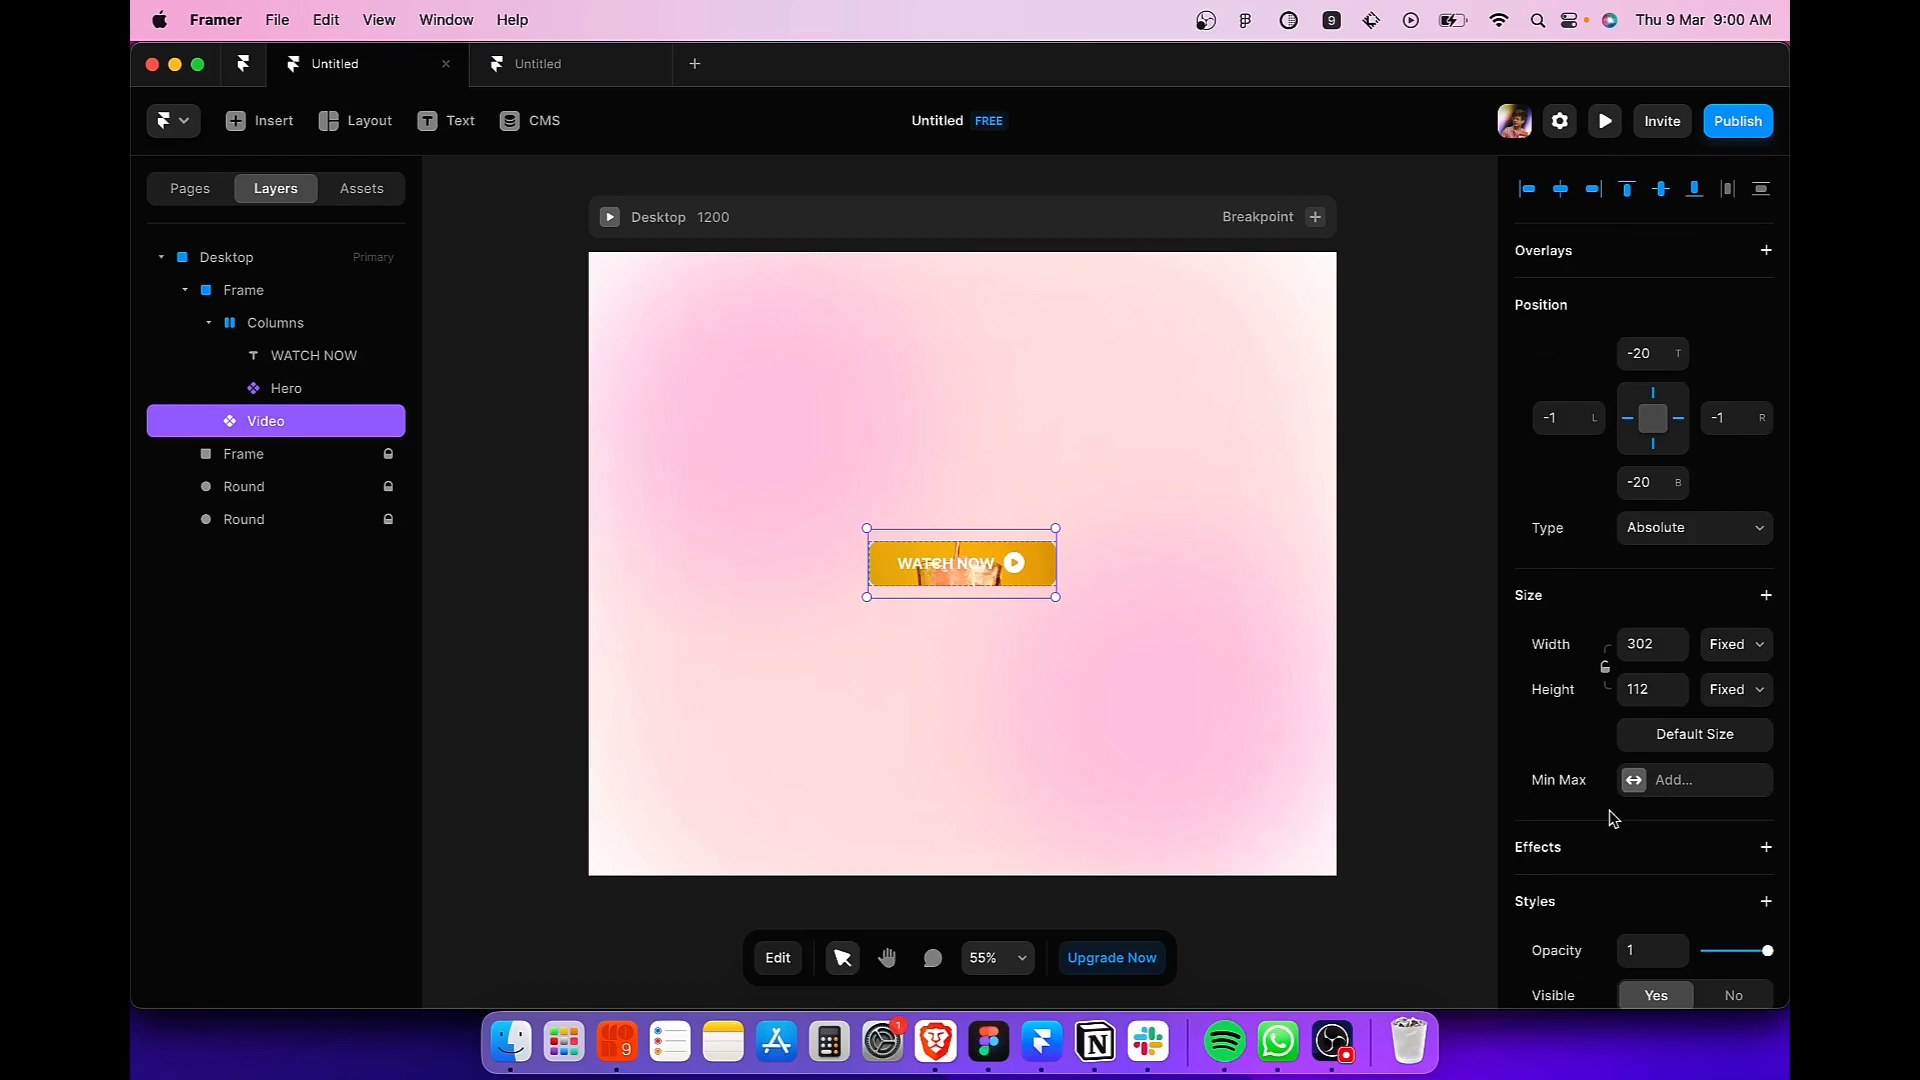 Framer File Edit View Window Help 9 Thu 9 Mar 9:00 AM
Untitled Untitled
Insert Layout Text CMS Untitled FREE Invite Publish
Pages Layers Assets
Desktop 1200 Breakpoint
Desktop Primary
Frame
Columns
WATCH NOW
Hero
Video
Frame
Round
Round
WATCH NOW
Overlays
Position
-20 T
-1 L -1 R
-20 B
Type Absolute
Size
Width 302 Fixed
Height 112 Fixed
Default Size
Min Max Add...
Effects
Styles
Opacity 1
Visible Yes No
Edit 55% Upgrade Now
9 1